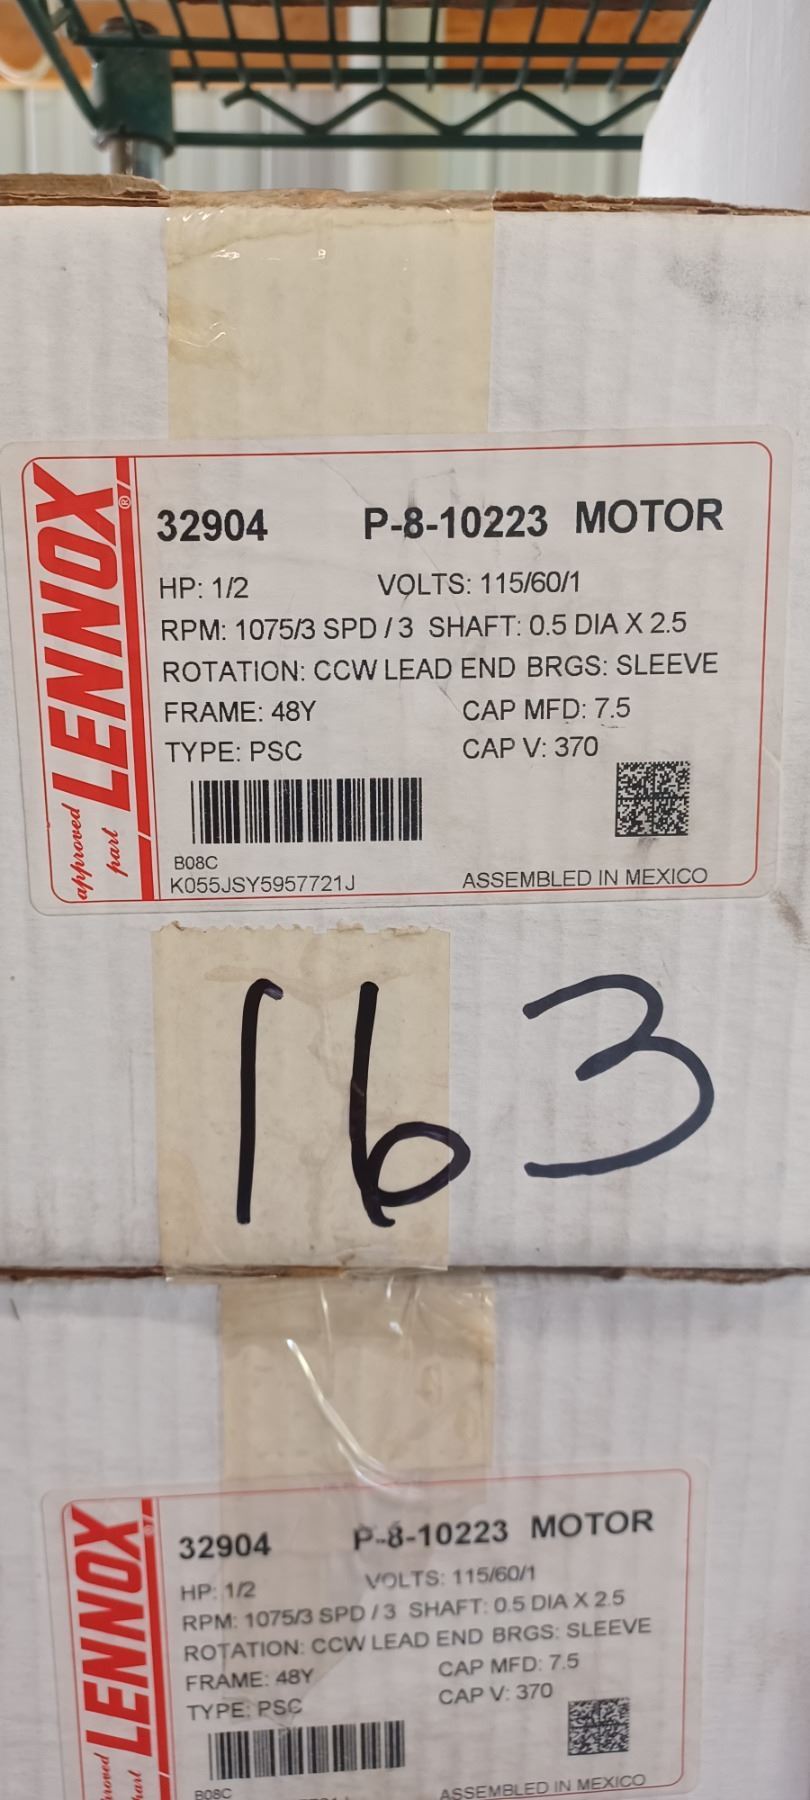 LENNOX®
approved
part
32904 P-8-10223 MOTOR
HP: 1/2 VOLTS: 115/60/1
RPM: 1075/3 SPD / 3 SHAFT: 0.5 DIA X 2.5
ROTATION: CCW LEAD END BRGS: SLEEVE
FRAME: 48Y CAP MFD: 7.5
TYPE: PSC CAP V: 370
B08C
K055JSY5957721J ASSEMBLED IN MEXICO
16 3
LENNOX®
32904 P-8-10223 MOTOR
HP: 1/2 VOLTS: 115/60/1
RPM: 1075/3 SPD / 3 SHAFT: 0.5 DIA X 2.5
ROTATION: CCW LEAD END BRGS: SLEEVE
FRAME: 48Y CAP MFD: 7.5
TYPE: PSC CAP V: 370
B08C
ASSEMBLED IN MEXICO